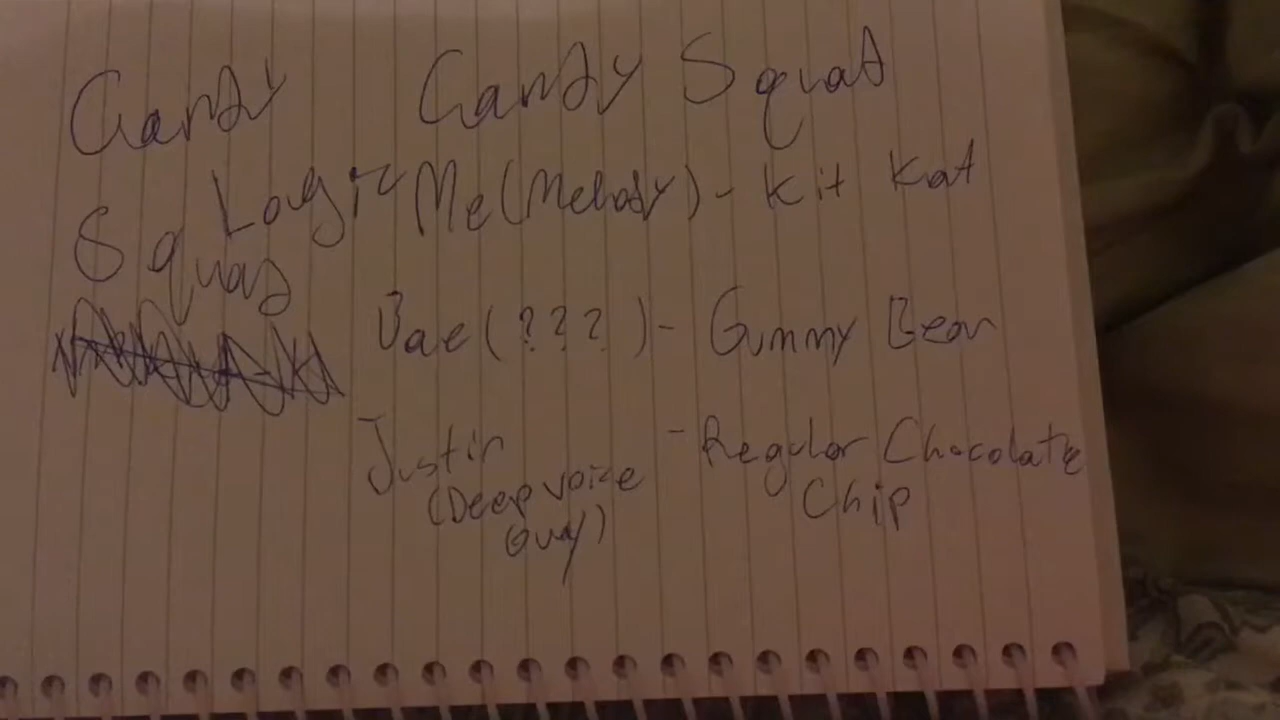 Candy
Logic
Squad
Candy Squad
Me (Melody) - Kit Kat
Bae (???) - Gummy Bear
Justin - Regular Chocolate
(Deep voice Chip
Guy)